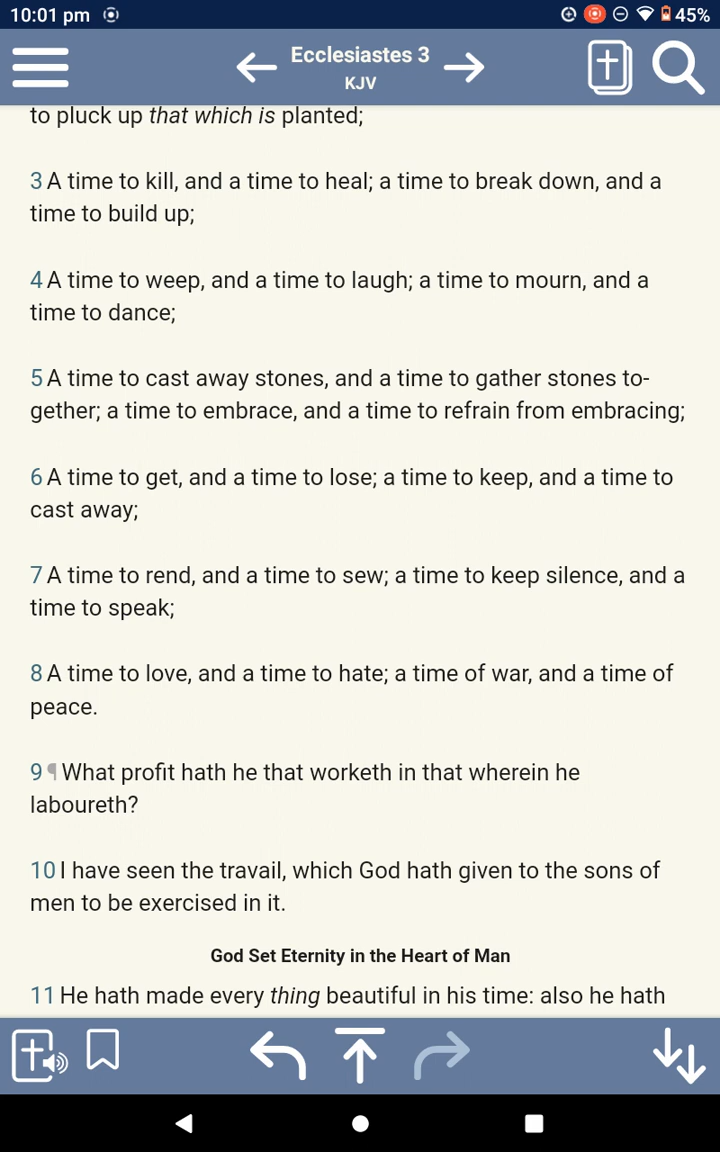 10:01 pm 45%
Ecclesiastes 3
KJV
to pluck up that which is planted;
3 A time to kill, and a time to heal; a time to break down, and a
time to build up;
4 A time to weep, and a time to laugh; a time to mourn, and a
time to dance;
5 A time to cast away stones, and a time to gather stones to-
gether; a time to embrace, and a time to refrain from embracing;
6 A time to get, and a time to lose; a time to keep, and a time to
cast away;
7 A time to rend, and a time to sew; a time to keep silence, and a
time to speak;
8 A time to love, and a time to hate; a time of war, and a time of
peace.
9 ¶ What profit hath he that worketh in that wherein he
laboureth?
10 I have seen the travail, which God hath given to the sons of
men to be exercised in it.
God Set Eternity in the Heart of Man
11 He hath made every thing beautiful in his time: also he hath